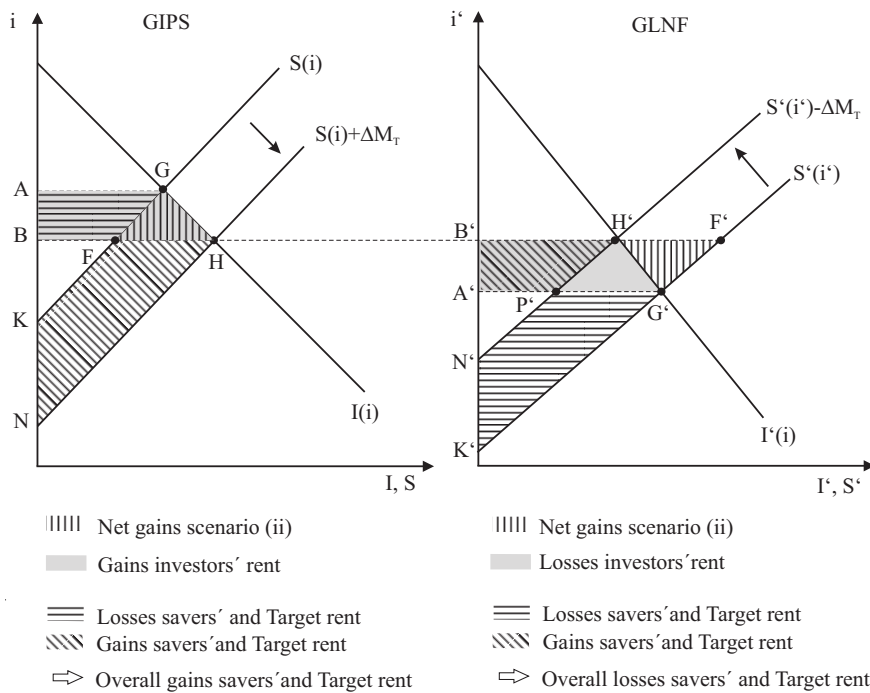 i
GIPS
S(i)
S(i)+ΔM_T
G
A
B
F
H
K
N
I(i)
I, S
Net gains scenario (ii)
Gains investors´ rent
Losses savers´ and Target rent
Gains savers´and Target rent
Overall gains savers´and Target rent
i‘
GLNF
S‘(i‘)-ΔM_T
S‘(i‘)
H‘
F‘
B‘
A‘
P‘
G‘
N‘
K‘
I‘(i)
I‘, S‘
Net gains scenario (ii)
Losses investors´rent
Losses savers´and Target rent
Gains savers´and Target rent
Overall losses savers´ and Target rent